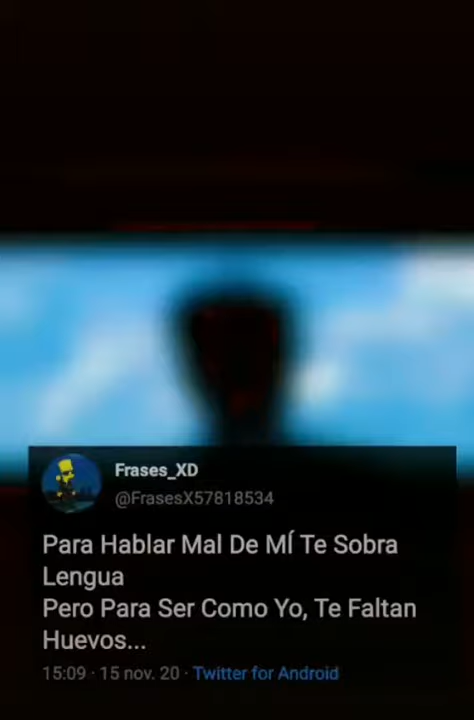 Frases_XD
@FrasesX57818534
Para Hablar Mal De MÍ Te Sobra
Lengua
Pero Para Ser Como Yo, Te Faltan
Huevos...
15:09 · 15 nov. 20 · Twitter for Android